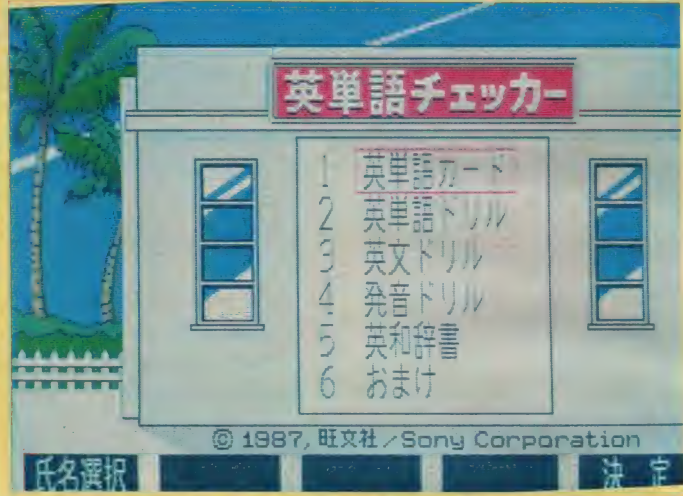 英単語チェッカー
1 英単語カード
2 英単語ドリル
3 英文ドリル
4 発音ドリル
5 英和辞書
6 おまけ
© 1987, 旺文社/Sony Corporation
氏名選択 決定